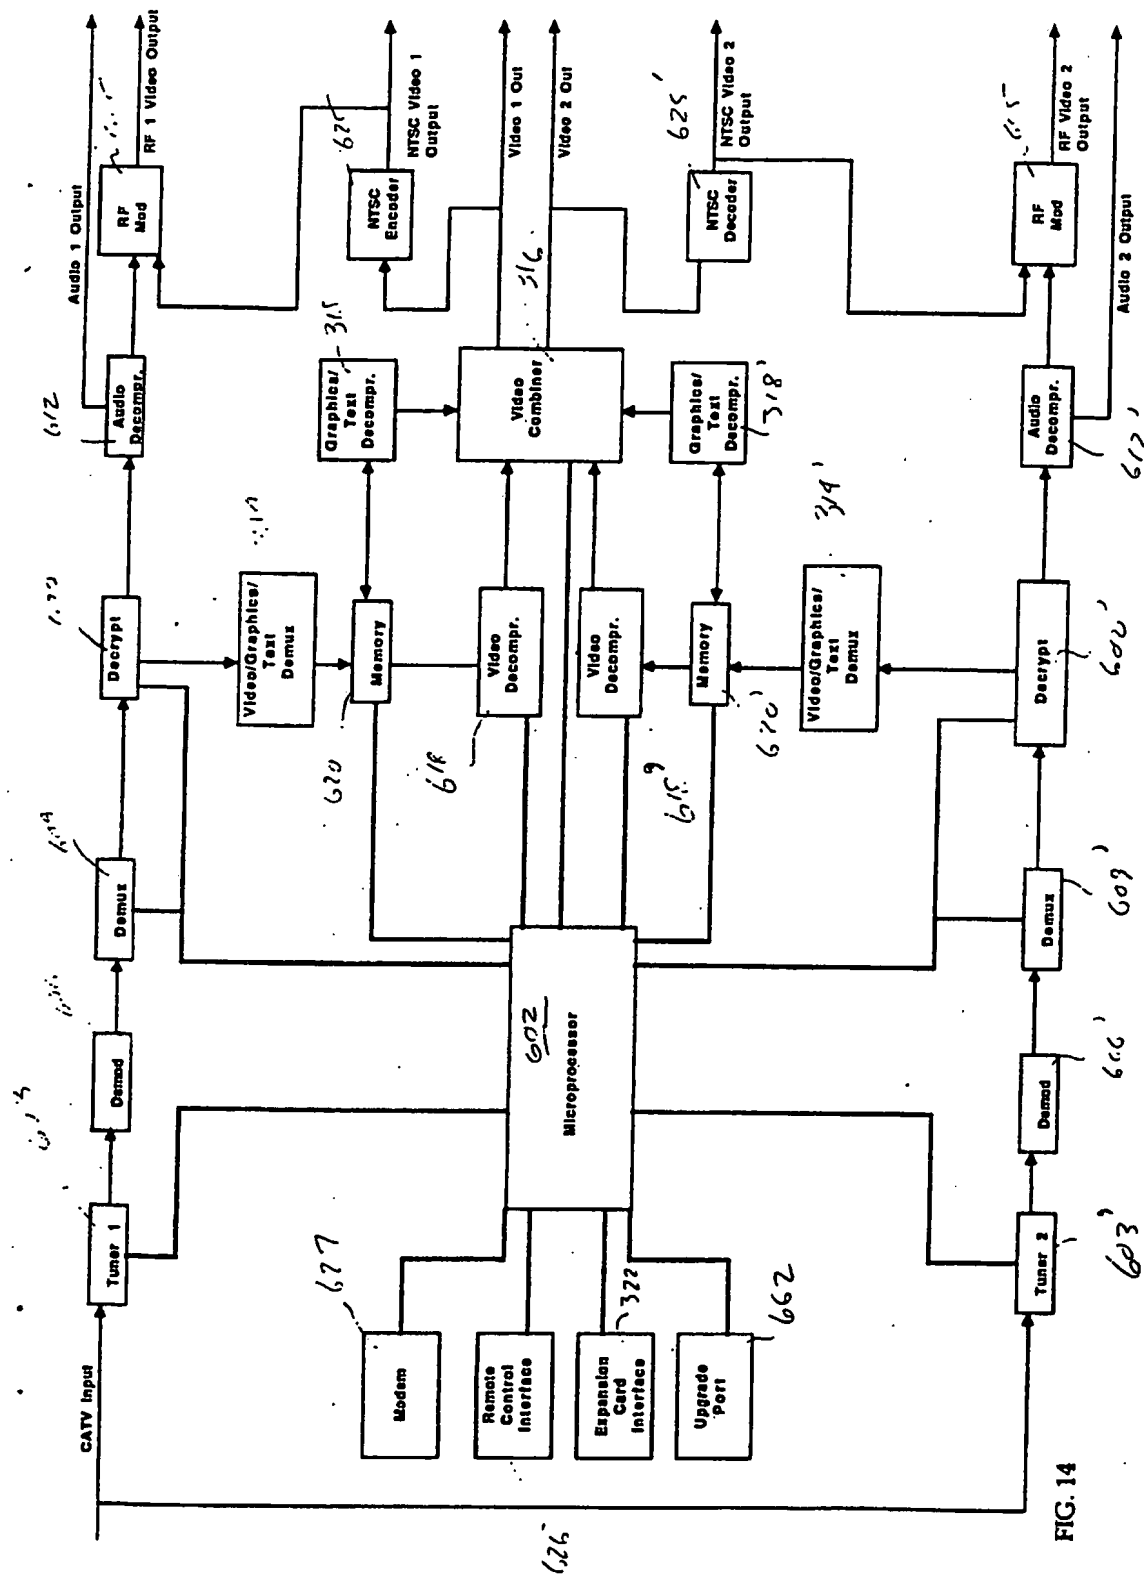 CATV Input
Tuner 1
Demod
Demux
Decrypt
Audio
Decompr.
612
Audio 1 Output
RF
Mod
RF 1 Video Output
Video/Graphics/
Text
Demux
Memory
620
Graphics/
Text
Decompr.
315
NTSC
Encoder
625
NTSC Video 1
Output
Video
Decompr.
618
Video
Combiner
316
Video 1 Out
Video 2 Out
Video
Decompr.
Memory
620'
Graphics/
Text
Decompr.
318'
NTSC
Decoder
625'
NTSC Video 2
Output
Video/Graphics/
Text
Demux
314'
Modem
627
Remote
Control
Interface
Expansion
Card
Interface
322
Upgrade
Port
662
Microprocessor
602
626
Tuner 2
603'
Demod
606'
Demux
609'
Decrypt
602'
Audio
Decompr.
RF
Mod
RF Video 2
Output
Audio 2 Output
FIG. 14